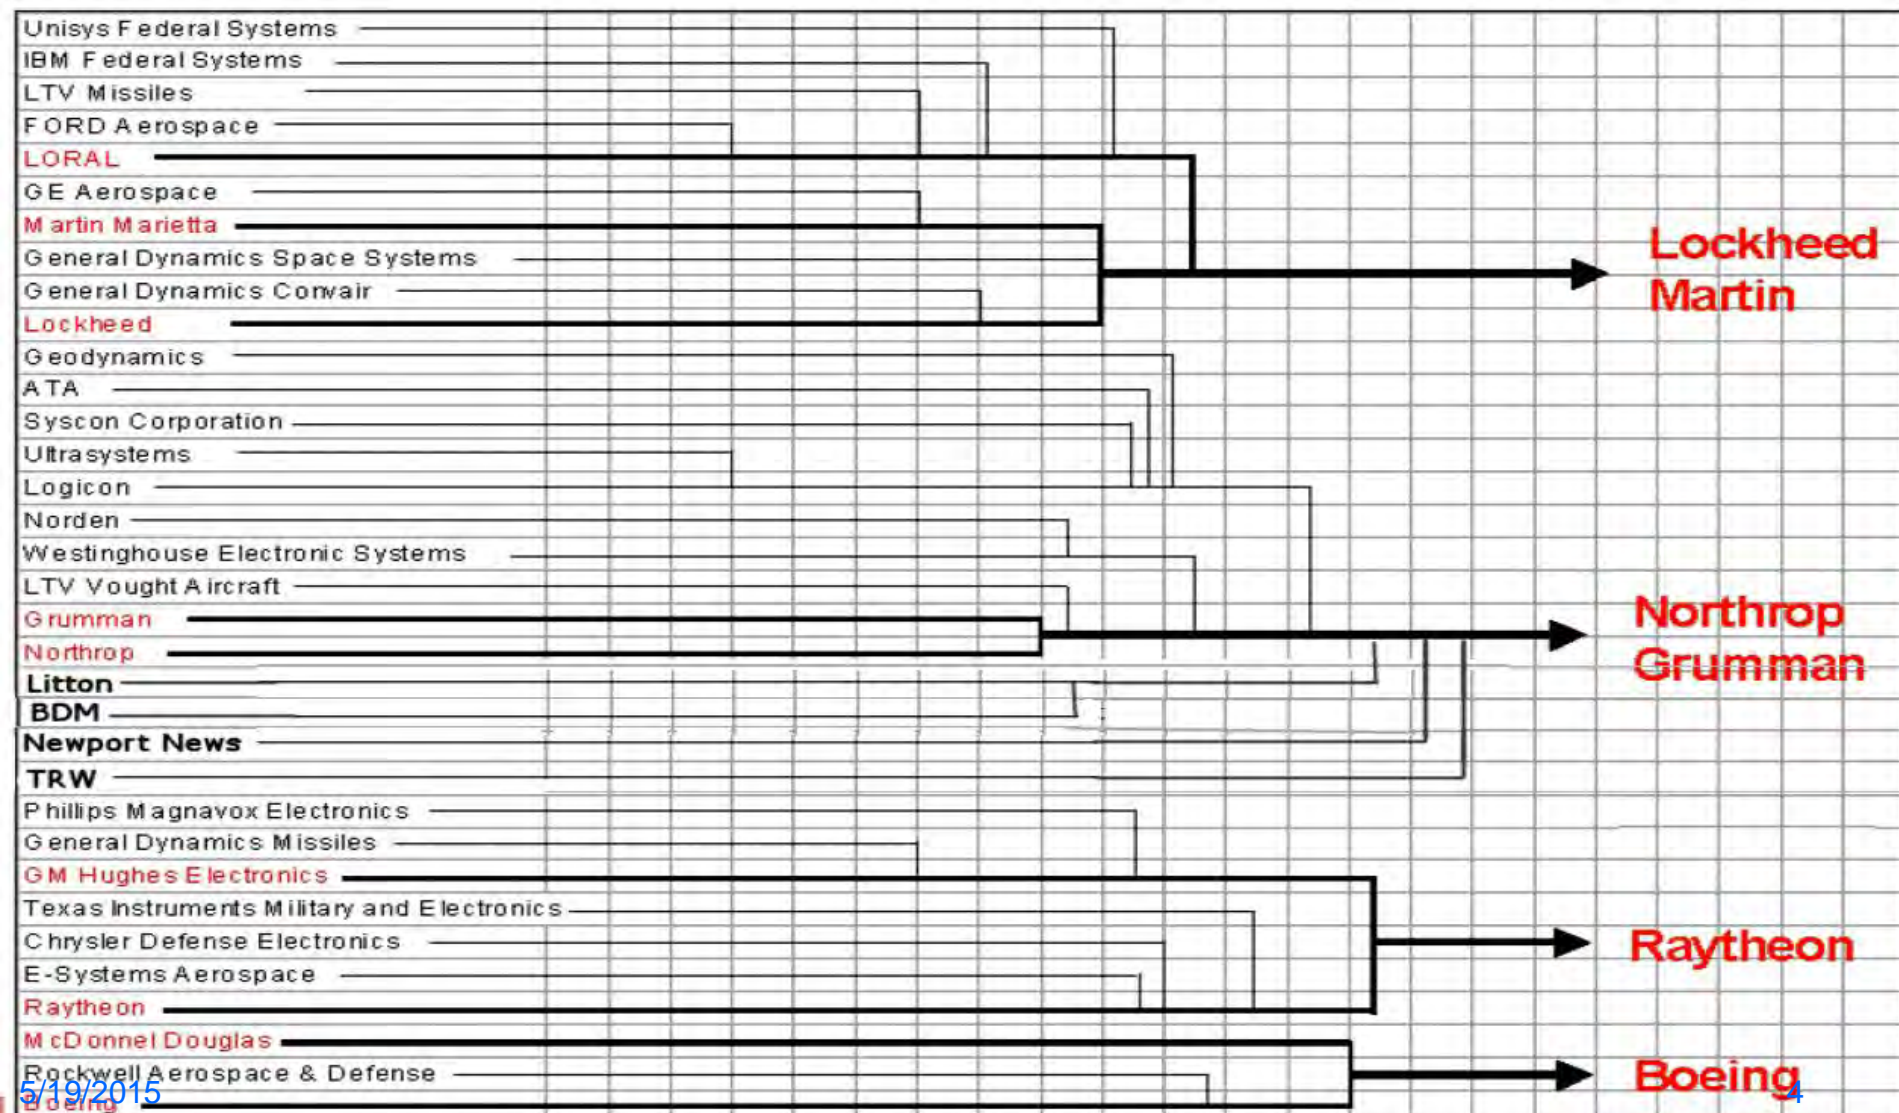 Unisys Federal Systems
IBM Federal Systems
LTV Missiles
FORD Aerospace
LORAL
GE Aerospace
Martin Marietta
General Dynamics Space Systems
General Dynamics Convair
Lockheed
Geodynamics
ATA
Syscon Corporation
Ultrasystems
Logicon
Norden
Westinghouse Electronic Systems
LTV Vought Aircraft
Grumman
Northrop
Litton
BDM
Newport News
TRW
Phillips Magnavox Electronics
General Dynamics Missiles
GM Hughes Electronics
Texas Instruments Military and Electronics
Chrysler Defense Electronics
E-Systems Aerospace
Raytheon
McDonnel Douglas
Rockwell Aerospace & Defense
Boeing
5/19/2015
Lockheed
Martin
Northrop
Grumman
Raytheon
Boeing
4